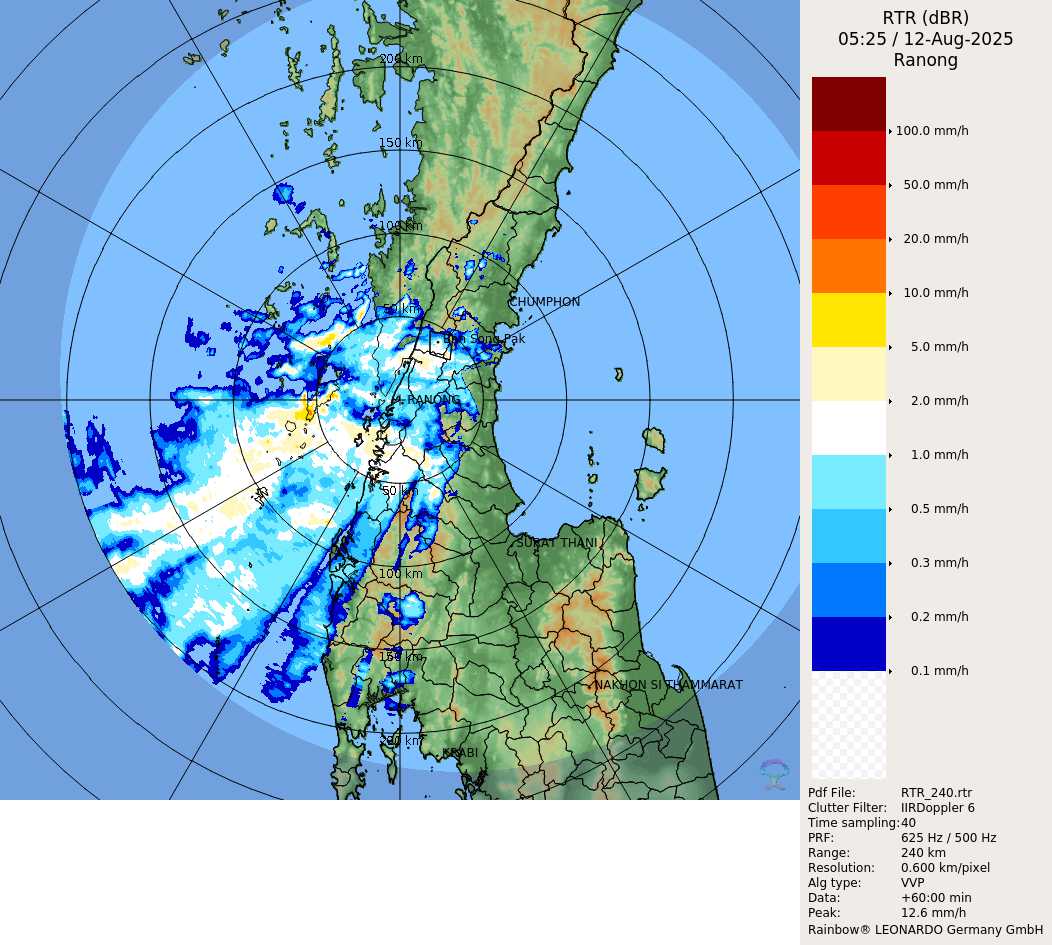 RTR (dBR)
05:25 / 12-Aug-2025
Ranong
200 km
150 km
100 km
50 km
CHUMPHON
Ban Song Pak
RANONG
50 km
SURAT THANI
100 km
150 km
NAKHON SI THAMMARAT
200 km
KRABI
100.0 mm/h
50.0 mm/h
20.0 mm/h
10.0 mm/h
5.0 mm/h
2.0 mm/h
1.0 mm/h
0.5 mm/h
0.3 mm/h
0.2 mm/h
0.1 mm/h
Pdf File: RTR_240.rtr
Clutter Filter: IIRDoppler 6
Time sampling: 40
PRF: 625 Hz / 500 Hz
Range: 240 km
Resolution: 0.600 km/pixel
Alg type: VVP
Data: +60:00 min
Peak: 12.6 mm/h
Rainbow® LEONARDO Germany GmbH